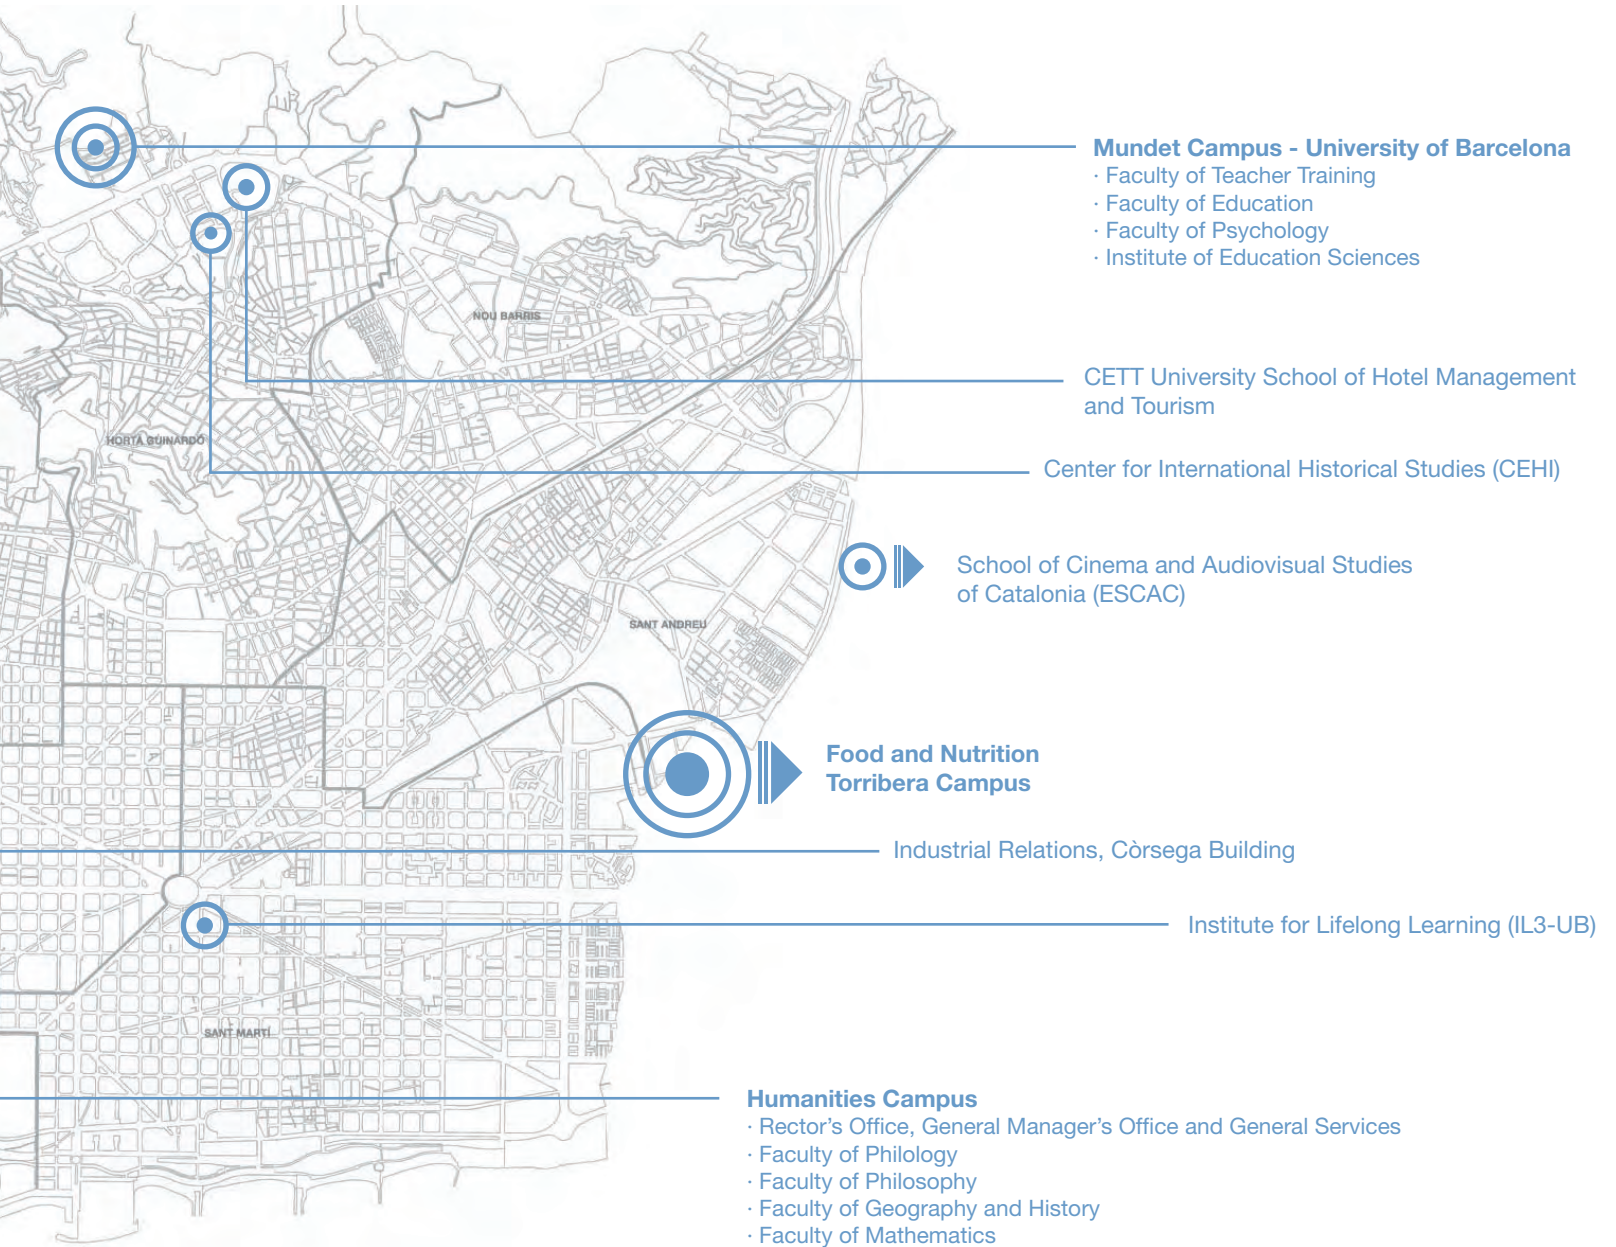 Mundet Campus - University of Barcelona
· Faculty of Teacher Training
· Faculty of Education
· Faculty of Psychology
· Institute of Education Sciences
NOU BARRIS
CETT University School of Hotel Management
and Tourism
HORTA GUINARDÓ
Center for International Historical Studies (CEHI)
School of Cinema and Audiovisual Studies
of Catalonia (ESCAC)
SANT ANDREU
Food and Nutrition
Torribera Campus
Industrial Relations, Còrsega Building
Institute for Lifelong Learning (IL3-UB)
SANT MARTÍ
Humanities Campus
· Rector’s Office, General Manager’s Office and General Services
· Faculty of Philology
· Faculty of Philosophy
· Faculty of Geography and History
· Faculty of Mathematics